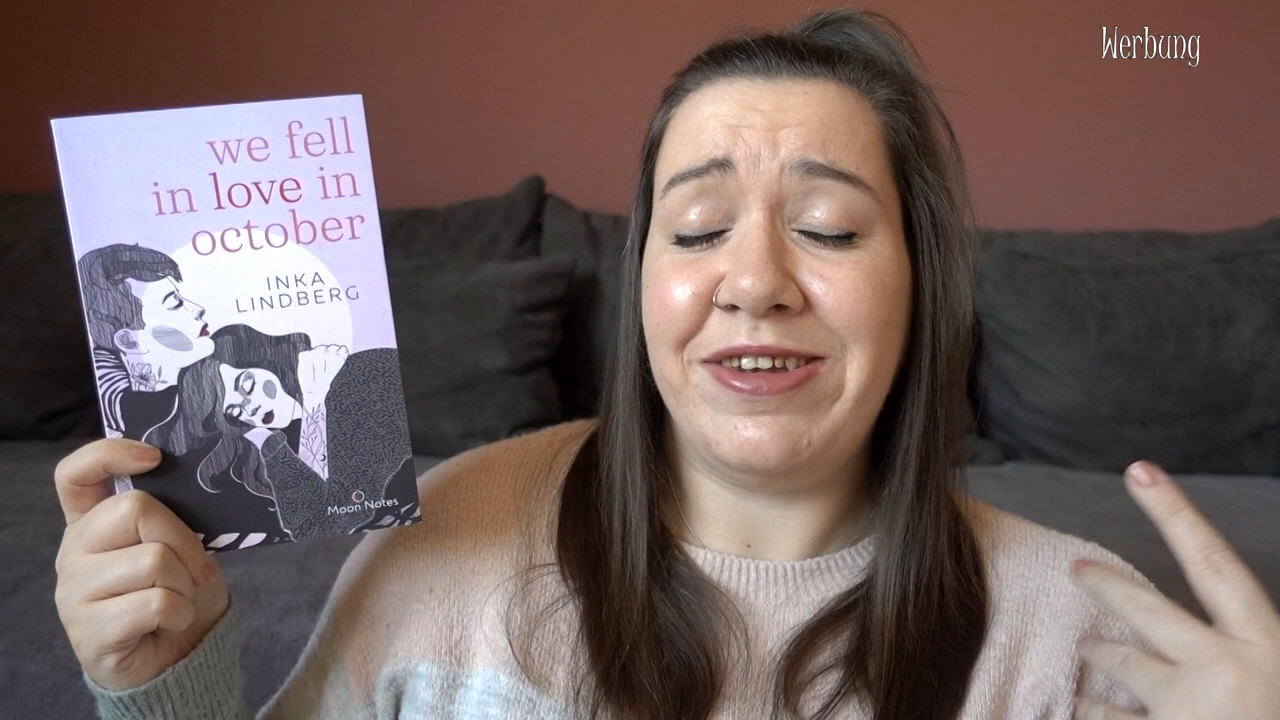 Werbung
we fell
in love in
october
INKA
LINDBERG
Moon Notes